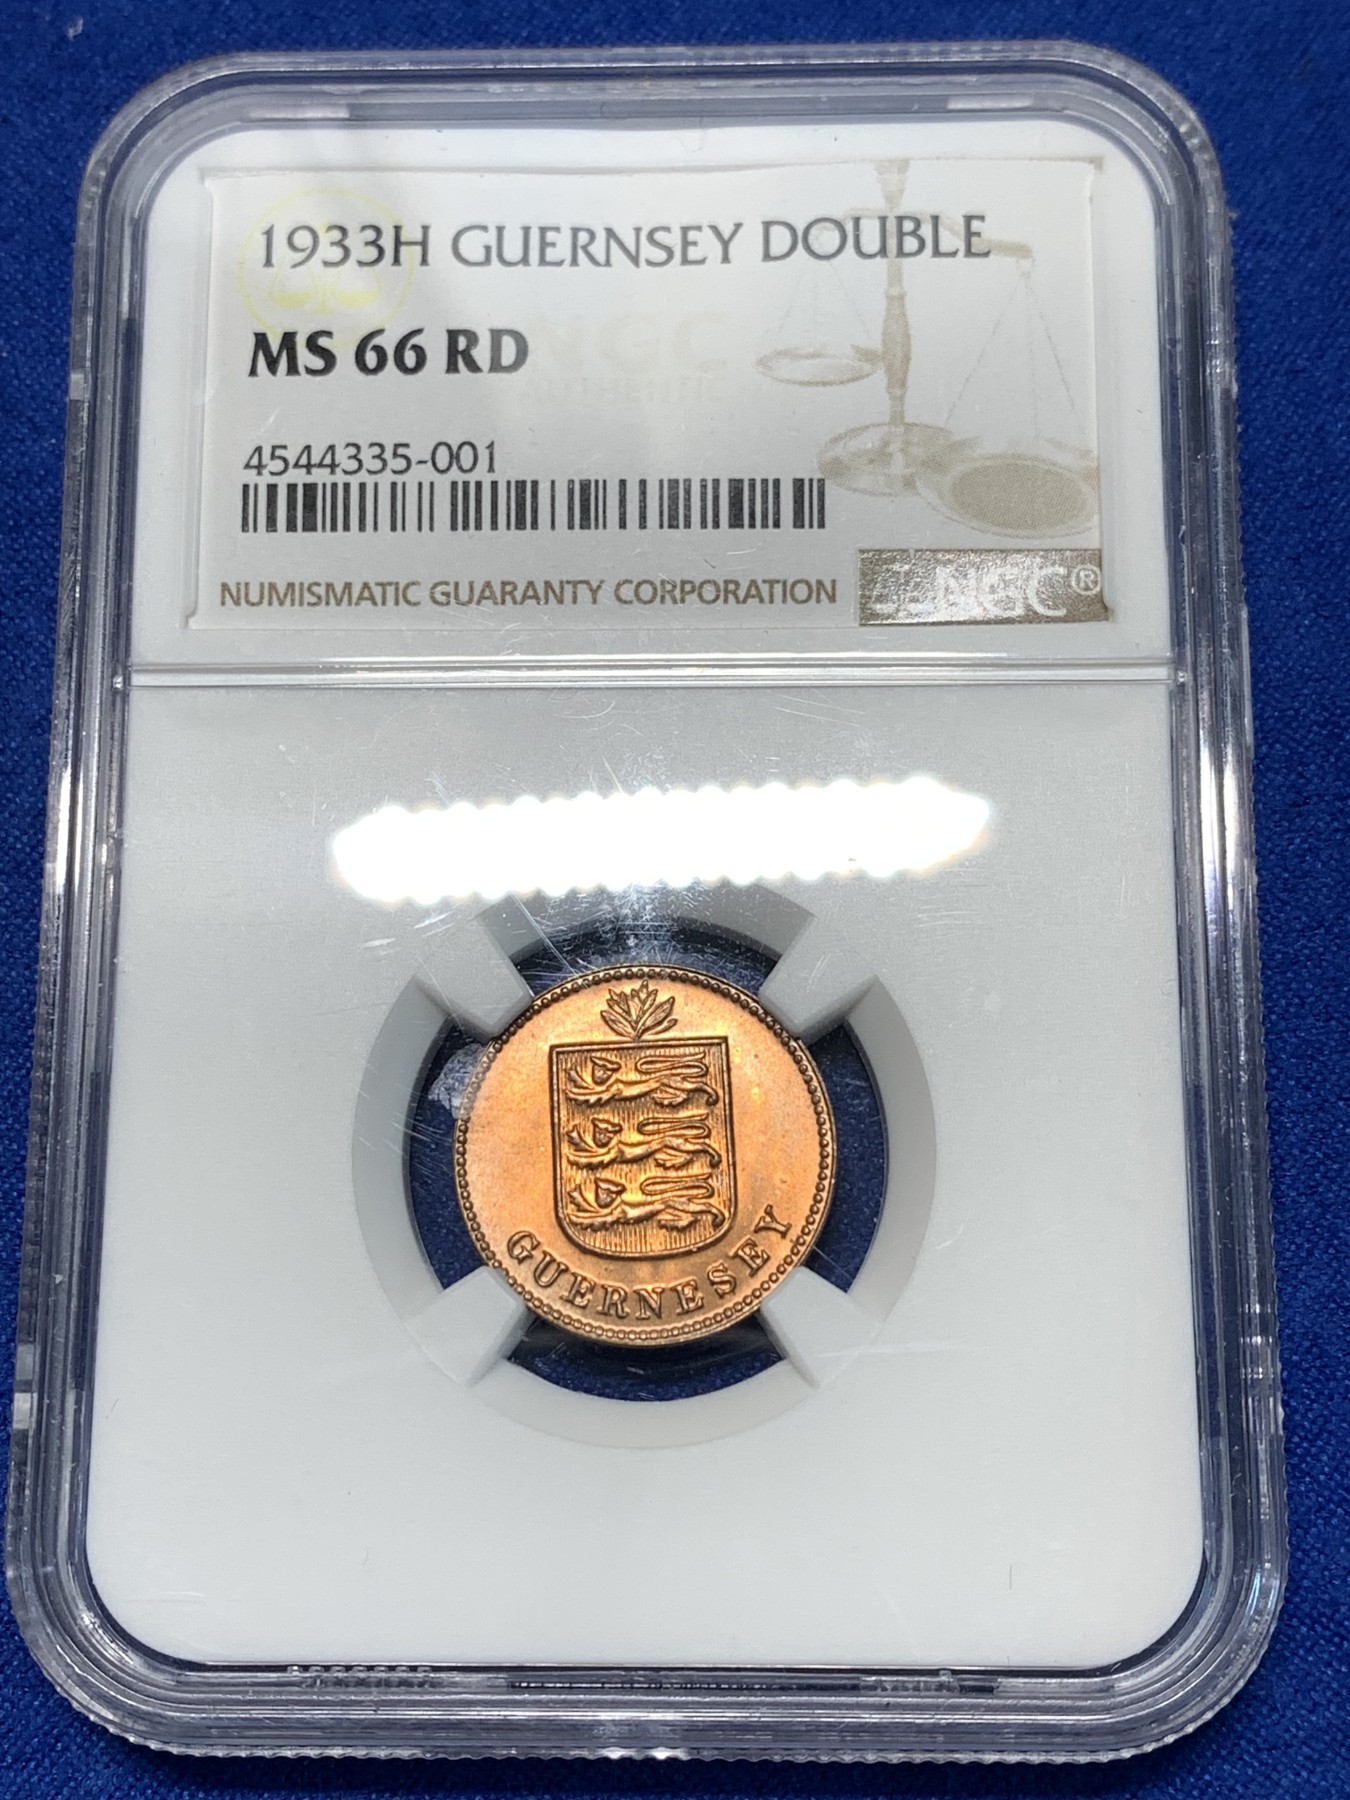 1933H GUERNSEY DOUBLE
MS 66 RD
4544335-001
NUMISMATIC GUARANTY CORPORATION
NGC®
GUERNESEY